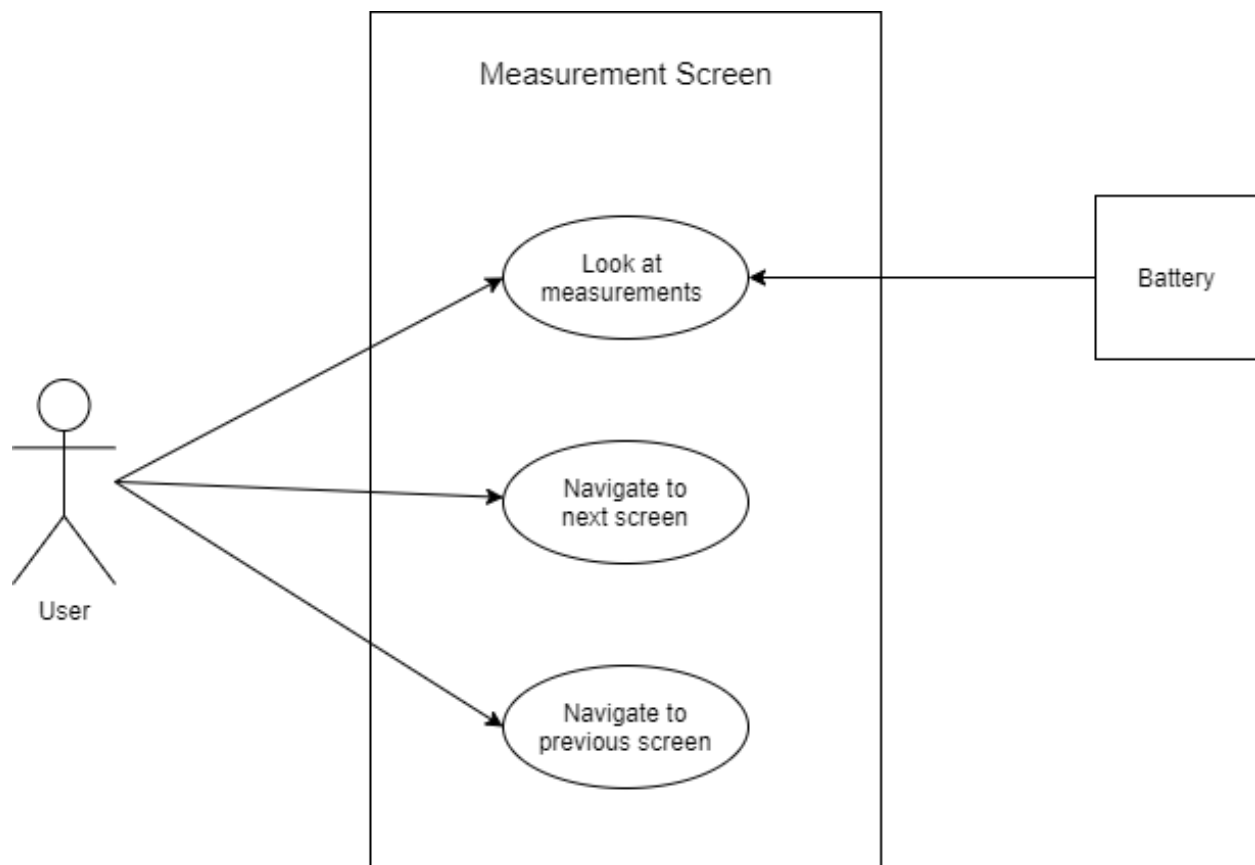 Measurement Screen
Look at
measurements
Battery
Navigate to
next screen
User
Navigate to
previous screen